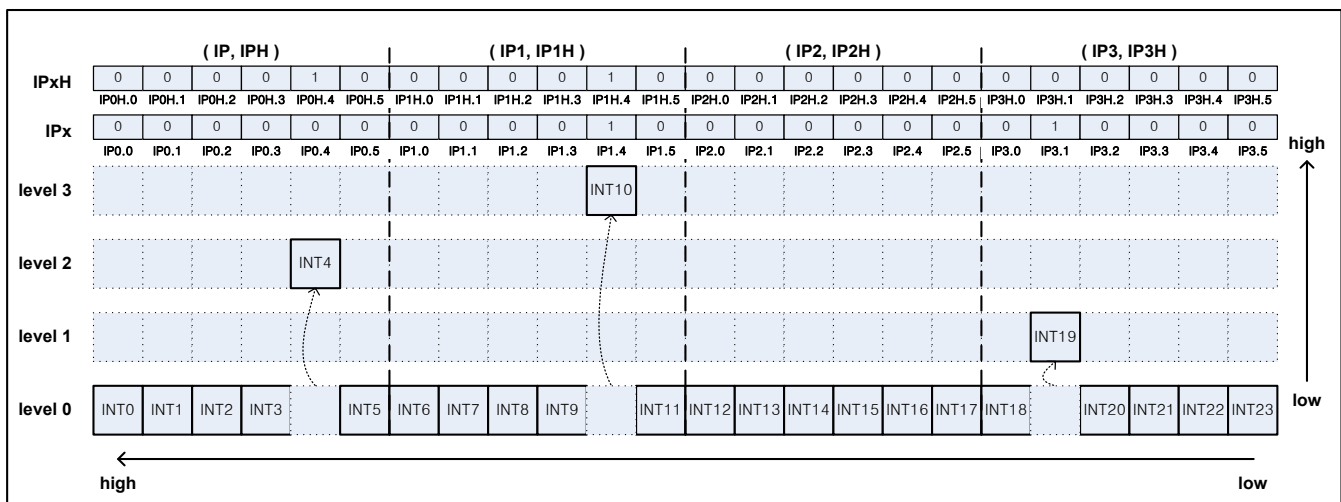 ( IP, IPH ) ( IP1, IP1H ) ( IP2, IP2H ) ( IP3, IP3H )
IPxH 0 0 0 0 1 0 0 0 0 0 1 0 0 0 0 0 0 0 0 0 0 0 0 0
IP0H.0 IP0H.1 IP0H.2 IP0H.3 IP0H.4 IP0H.5 IP1H.0 IP1H.1 IP1H.2 IP1H.3 IP1H.4 IP1H.5 IP2H.0 IP2H.1 IP2H.2 IP2H.3 IP2H.4 IP2H.5 IP3H.0 IP3H.1 IP3H.2 IP3H.3 IP3H.4 IP3H.5
IPx 0 0 0 0 0 0 0 0 0 0 1 0 0 0 0 0 0 0 0 1 0 0 0 0
IP0.0 IP0.1 IP0.2 IP0.3 IP0.4 IP0.5 IP1.0 IP1.1 IP1.2 IP1.3 IP1.4 IP1.5 IP2.0 IP2.1 IP2.2 IP2.3 IP2.4 IP2.5 IP3.0 IP3.1 IP3.2 IP3.3 IP3.4 IP3.5
high
level 3 INT10
level 2 INT4
level 1 INT19
level 0 INT0 INT1 INT2 INT3 INT5 INT6 INT7 INT8 INT9 INT11 INT12 INT13 INT14 INT15 INT16 INT17 INT18 INT20 INT21 INT22 INT23
low
high low